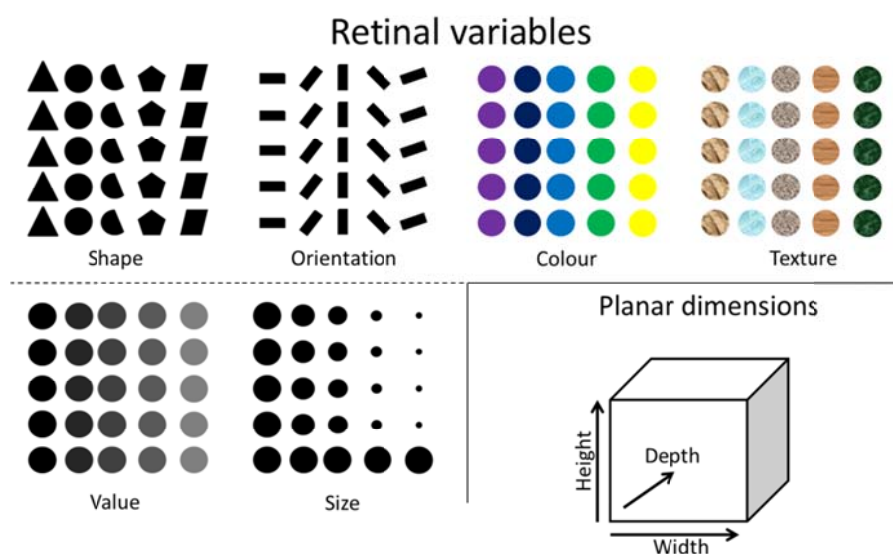 Retinal variables
Shape
Orientation
Colour
Texture
Planar dimensions
Height
Depth
Width
Value
Size